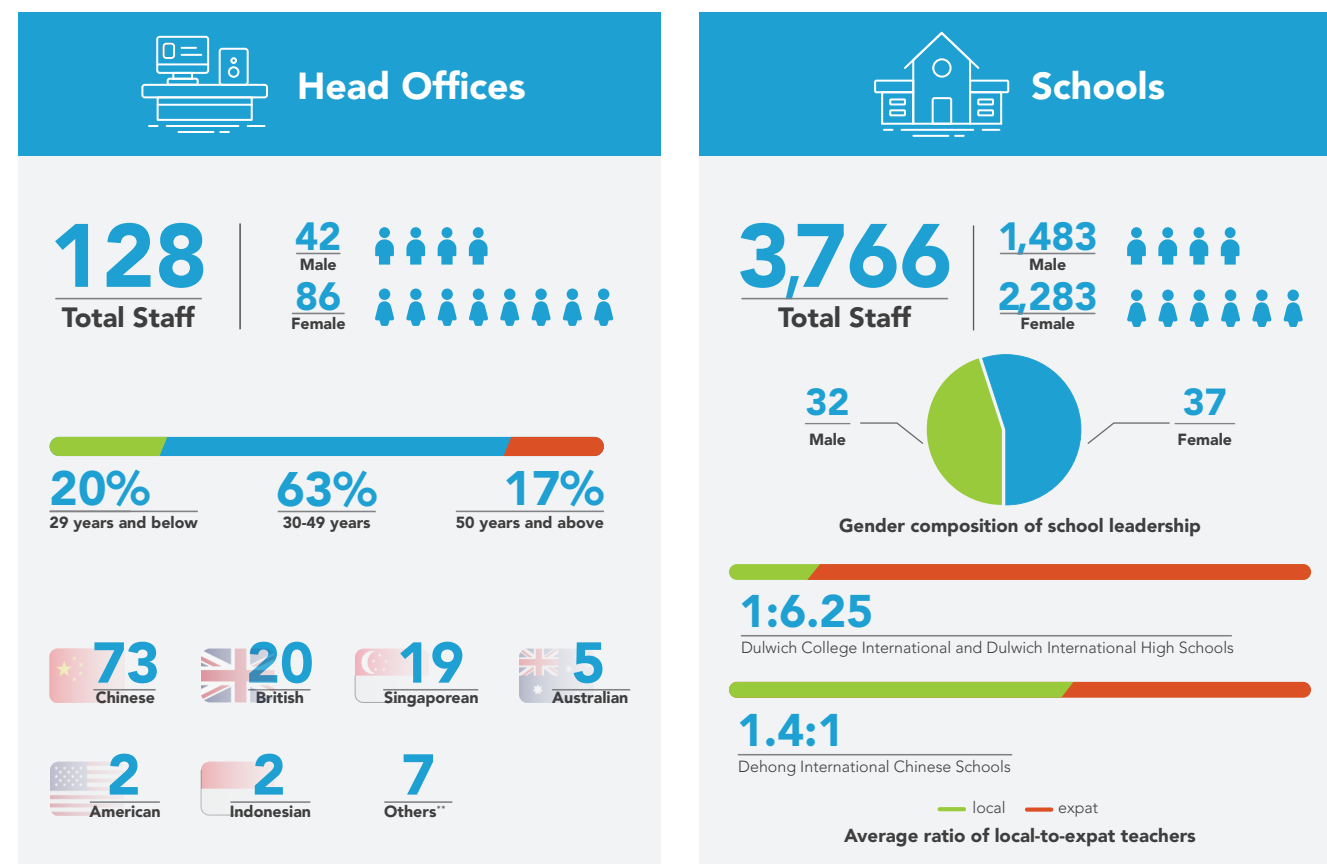 Head Offices
128
Total Staff
42
Male
86
Female
20%
29 years and below
63%
30-49 years
17%
50 years and above
73
Chinese
20
British
19
Singaporean
5
Australian
2
American
2
Indonesian
7
Others**
Schools
3,766
Total Staff
1,483
Male
2,283
Female
32
Male
37
Female
Gender composition of school leadership
1:6.25
Dulwich College International and Dulwich International High Schools
1.4:1
Dehong International Chinese Schools
local expat
Average ratio of local-to-expat teachers